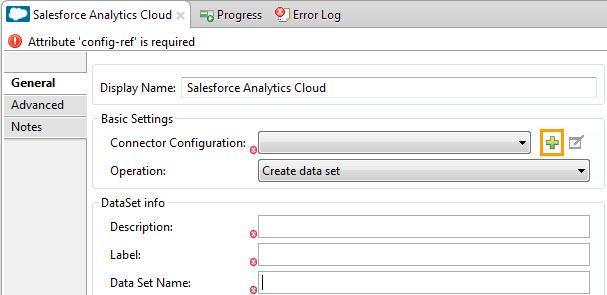 Salesforce Analytics Cloud Progress Error Log
Attribute 'config-ref' is required
General
Advanced
Notes
Display Name: Salesforce Analytics Cloud
Basic Settings
Connector Configuration:
Operation: Create data set
DataSet info
Description:
Label:
Data Set Name: